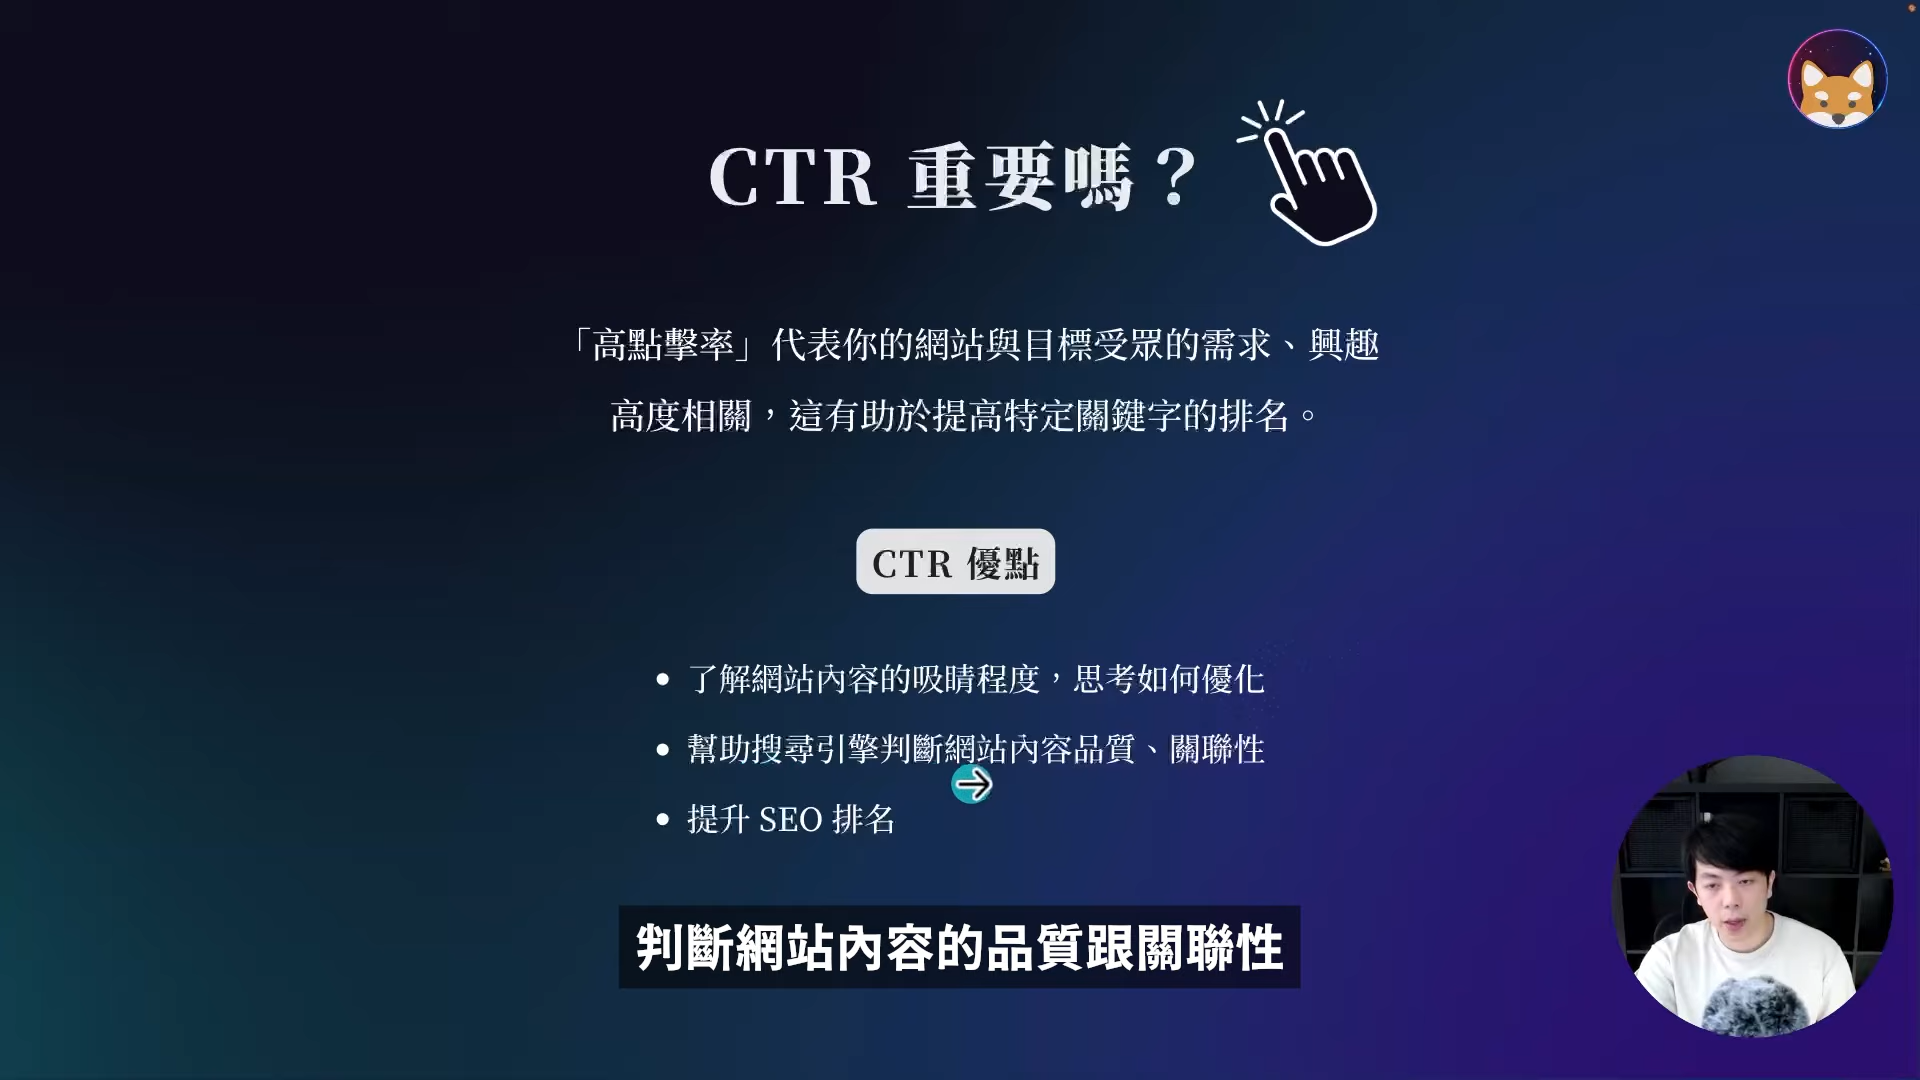 CTR 重要嗎？
「高點擊率」代表你的網站與目標受眾的需求、興趣
高度相關，這有助於提高特定關鍵字的排名。
CTR 優點
• 了解網站內容的吸睛程度，思考如何優化
• 幫助搜尋引擎判斷網站內容品質、關聯性
• 提升 SEO 排名
判斷網站內容的品質跟關聯性